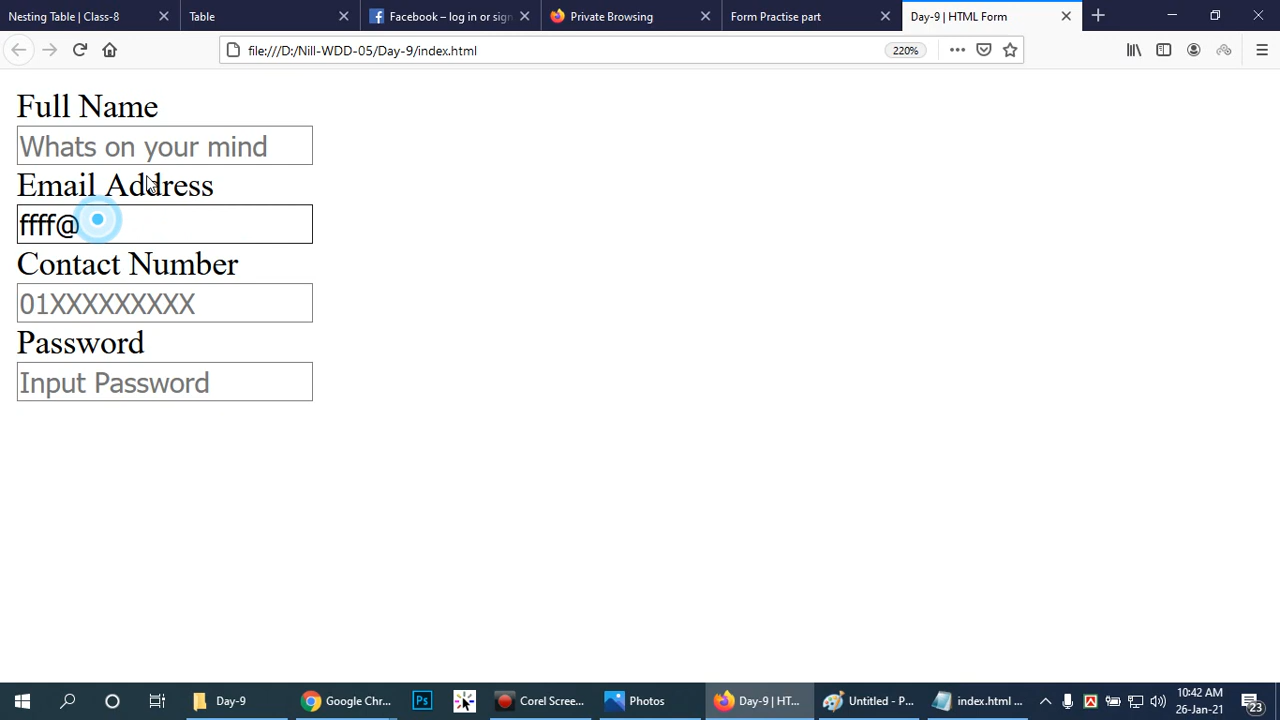 Nesting Table | Class-8
Table
Facebook – log in or sign
Private Browsing
Form Practise part
Day-9 | HTML Form
file:///D:/Nill-WDD-05/Day-9/index.html
220%
Full Name
Whats on your mind
Email Address
ffff@
Contact Number
01XXXXXXXXX
Password
Input Password
Day-9
Google Chr...
Ps
Corel Scree...
Photos
Day-9 | HT...
Untitled - P...
index.html ...
10:42 AM
26-Jan-21
23